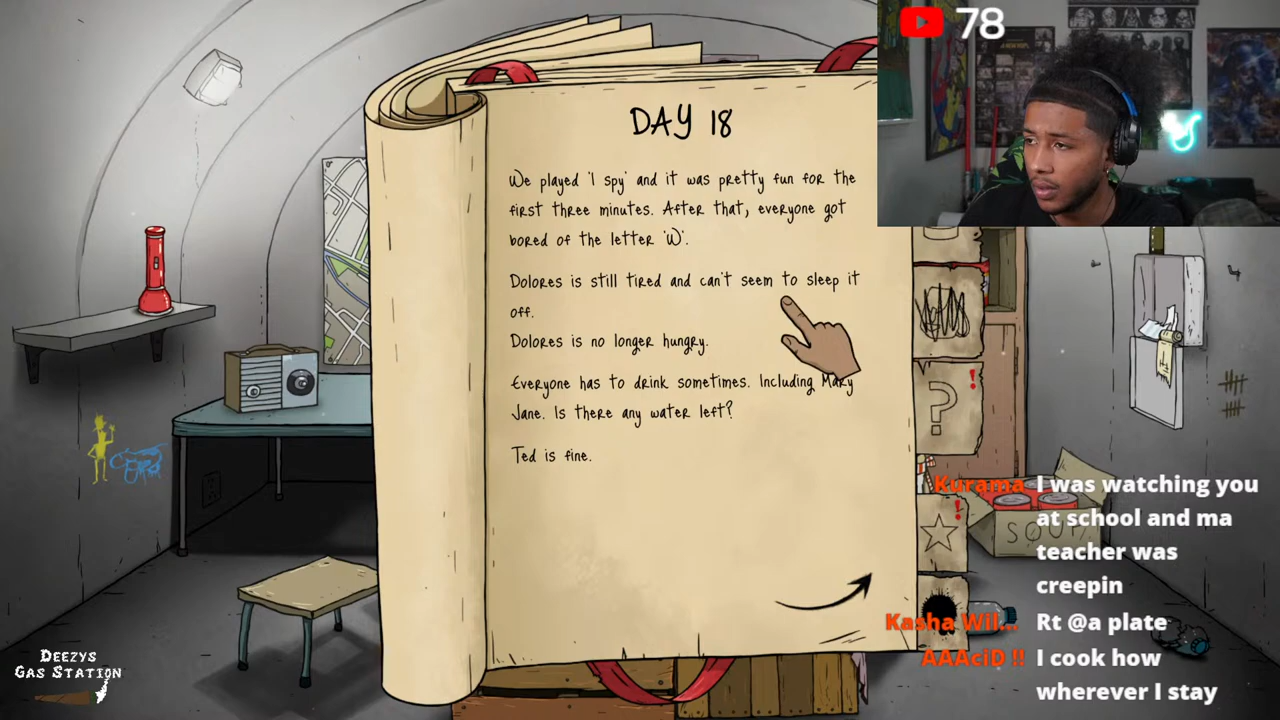 78
DAY 18
We played 'I spy' and it was pretty fun for the
first three minutes. After that, everyone got
bored of the letter 'W'.
Dolores is still tired and can't seem to sleep it
off.
Dolores is no longer hungry.
Everyone has to drink sometimes. Including Mary
Jane. Is there any water left?
Ted is fine.
SOUP
Kurama I was watching you
at school and ma
teacher was
creepin
Kasha Wil... Rt @a plate
AAAciD !! I cook how
wherever I stay
DEEZYS
GAS STATION